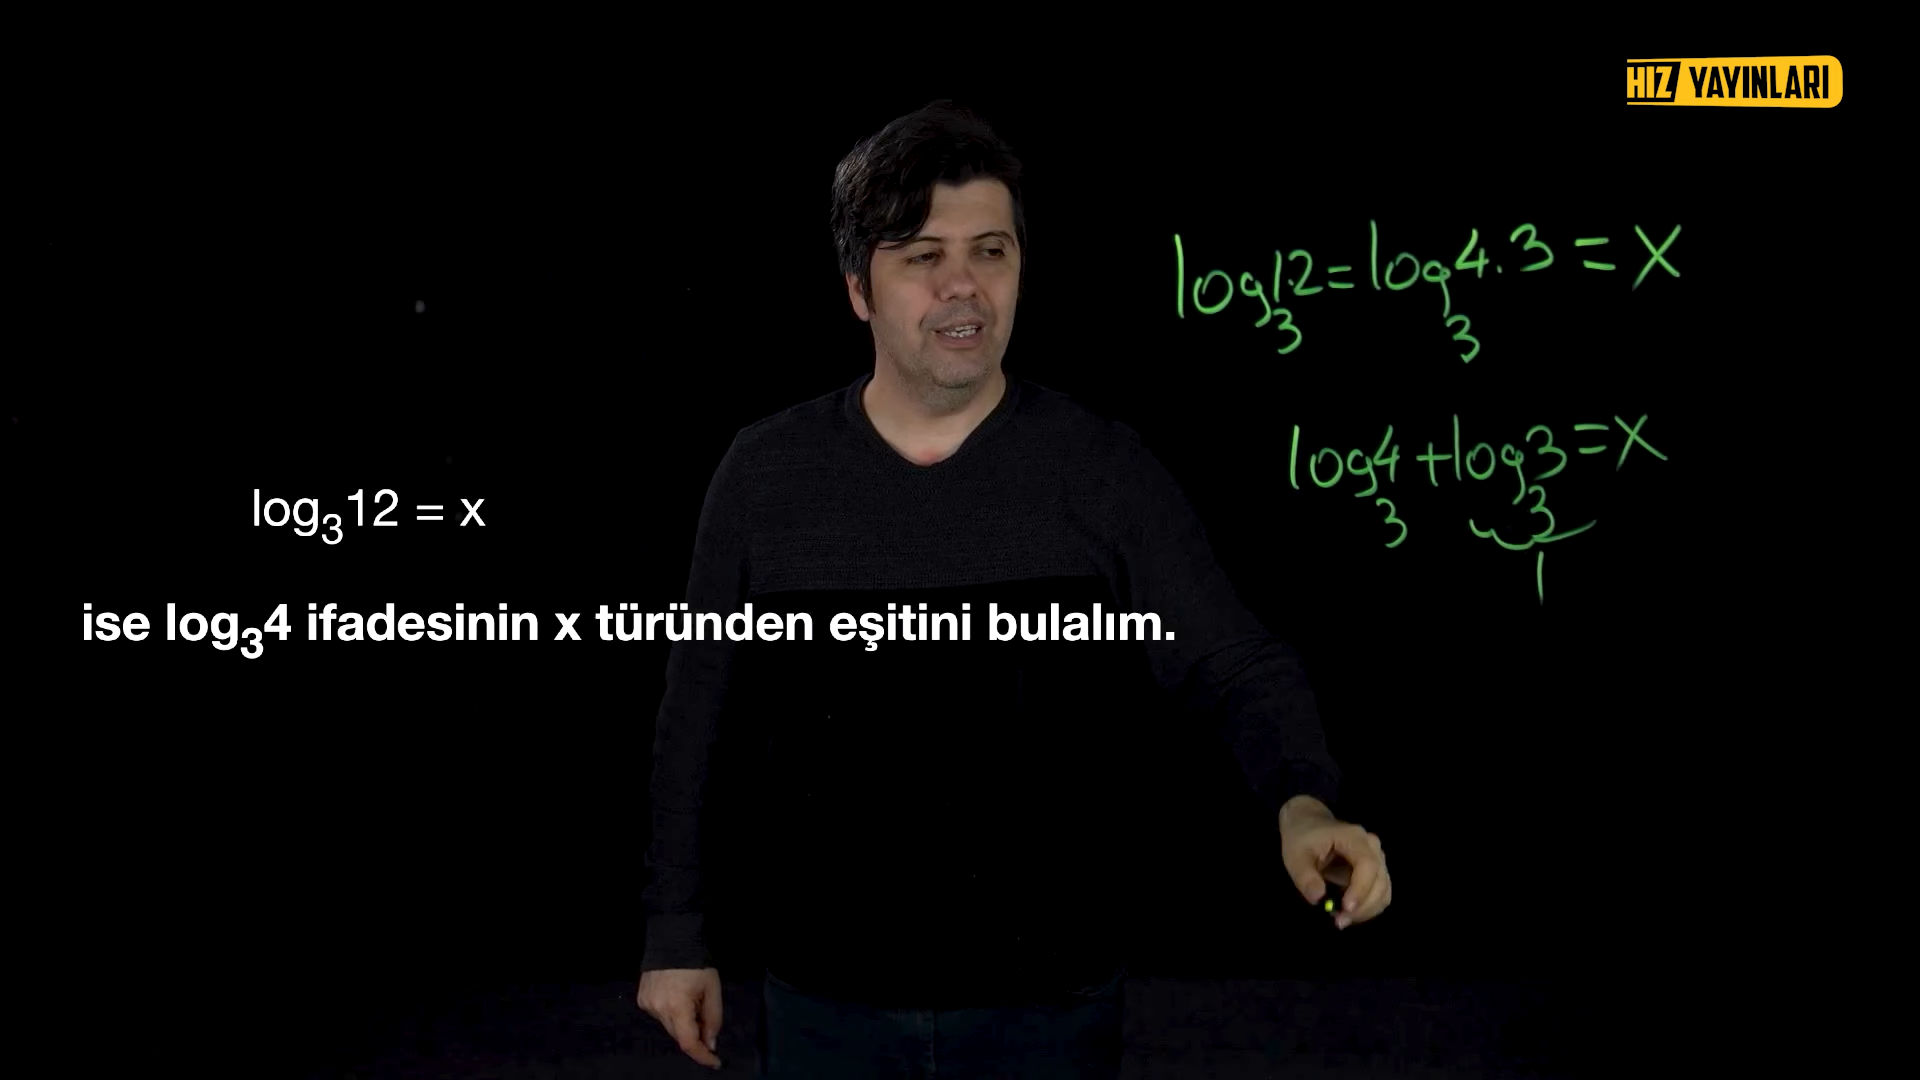 HIZ YAYINLARI
log₃12 = log₃4.3 = x
log₃4 + log₃3 = x
1
log₃12 = x
ise log₃4 ifadesinin x türünden eşitini bulalım.